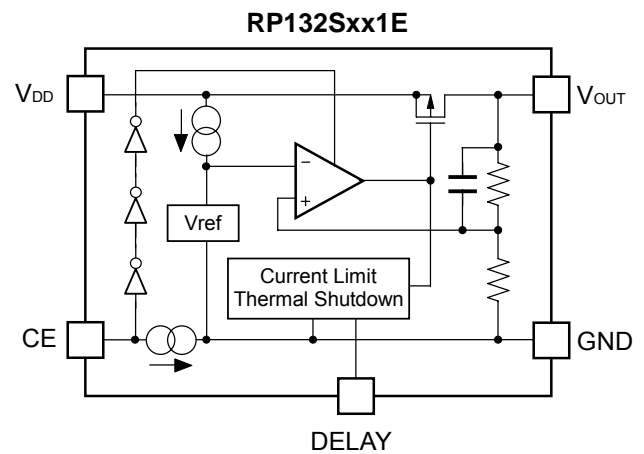 RP132Sxx1E
VDD
VOUT
−
+
Vref
Current Limit
Thermal Shutdown
CE
GND
DELAY